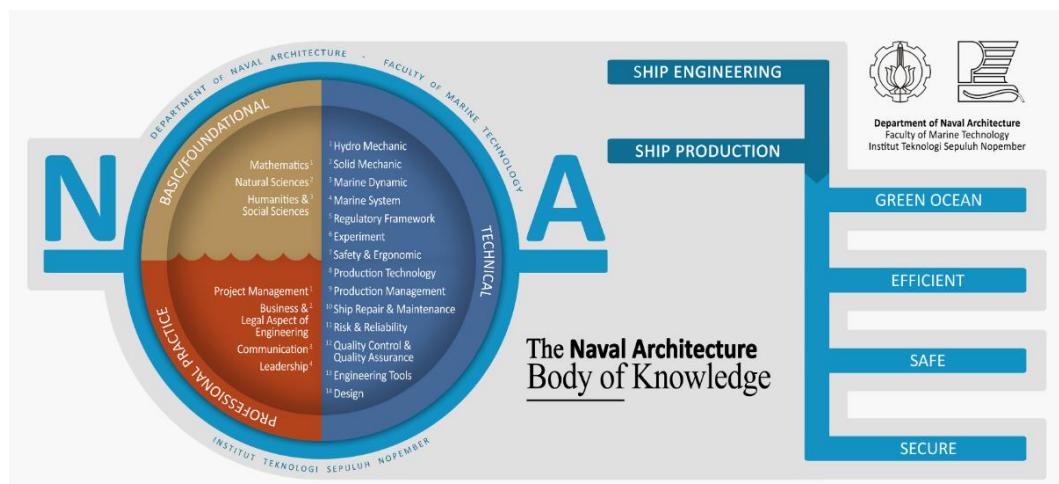 DEPARTMENT OF NAVAL ARCHITECTURE - FACULTY OF MARINE TECHNOLOGY
N
A
BASIC/FOUNDATIONAL
Mathematics 1
Natural Sciences 2
Humanities & 3
Social Sciences
PROFESSIONAL PRACTICE
Project Management 1
Business & 2
Legal Aspect of
Engineering
Communication 3
Leadership 4
TECHNICAL
1 Hydro Mechanic
2 Solid Mechanic
3 Marine Dynamic
4 Marine System
5 Regulatory Framework
6 Experiment
7 Safety & Ergonomic
8 Production Technology
9 Production Management
10 Ship Repair & Maintenance
11 Risk & Reliability
12 Quality Control &
Quality Assurance
13 Engineering Tools
14 Design
INSTITUT TEKNOLOGI SEPULUH NOPEMBER
The Naval Architecture
Body of Knowledge
SHIP ENGINEERING
SHIP PRODUCTION
Department of Naval Architecture
Faculty of Marine Technology
Institut Teknologi Sepuluh Nopember
GREEN OCEAN
EFFICIENT
SAFE
SECURE